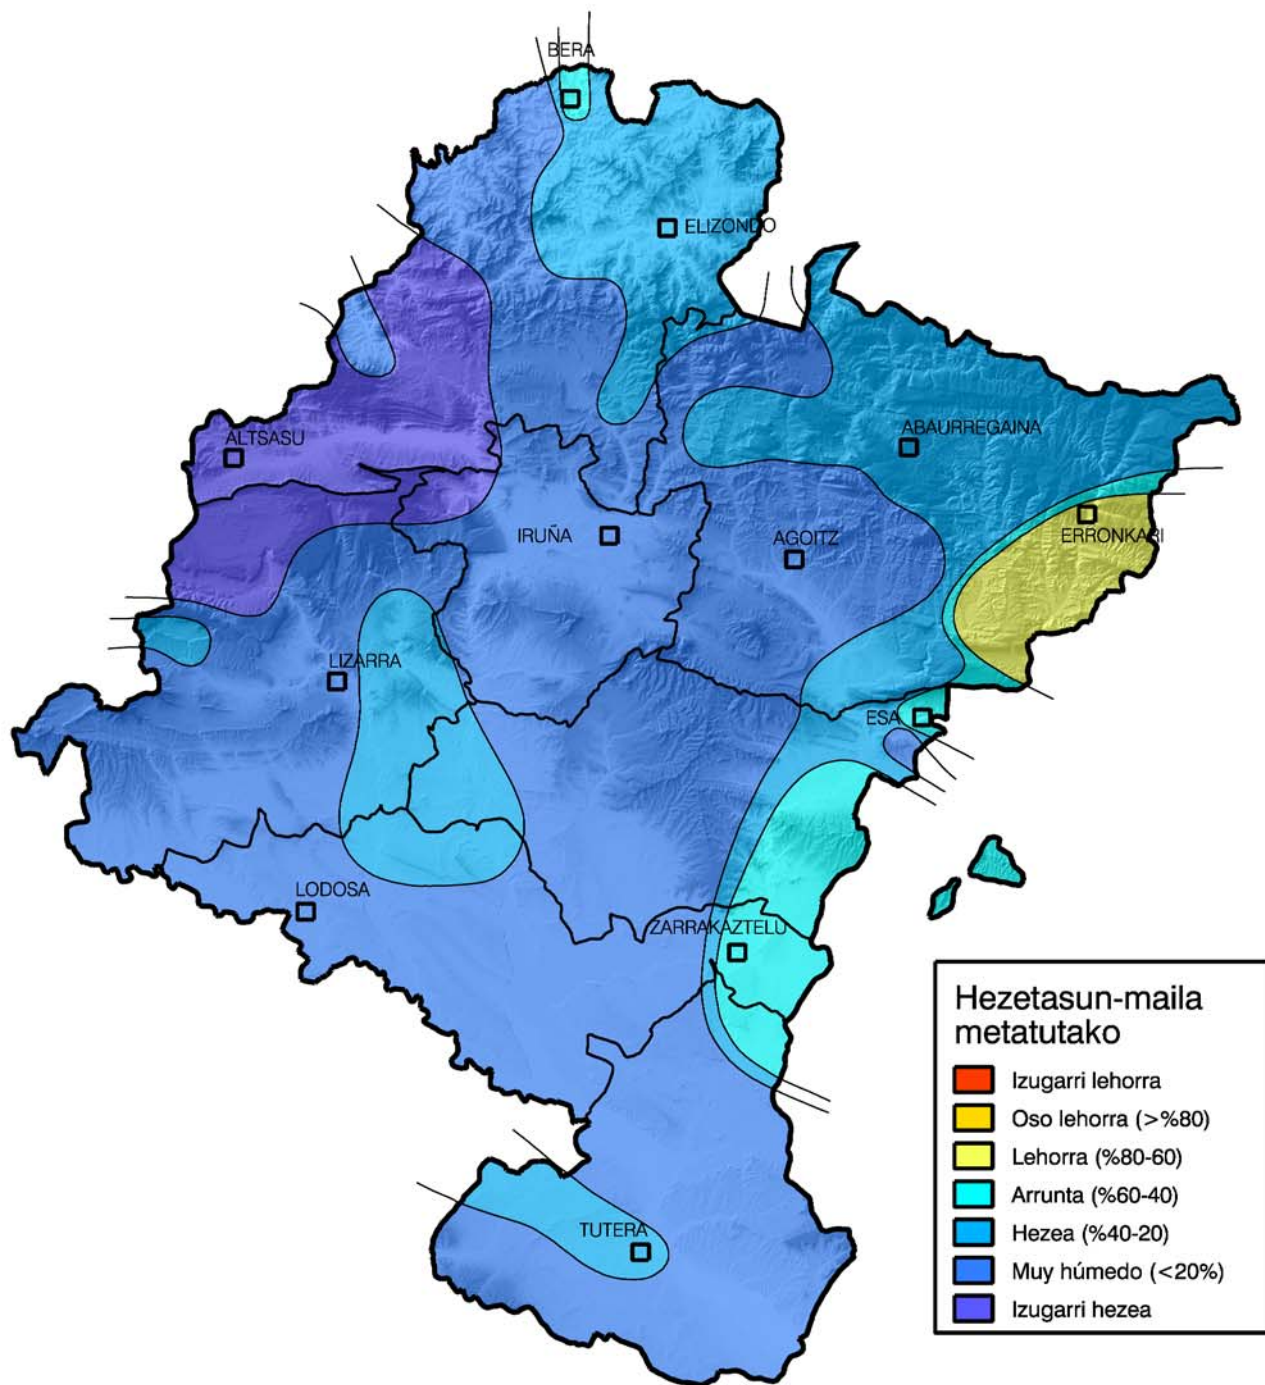 BERA
ELIZONDO
ALTSASU
ABAURREGAINA
IRUÑA
AGOITZ
ERRONKARI
LIZARRA
ESA
LODOSA
ZARRAKAZTELU
TUTERA
Hezetasun-maila
metatutako
Izugarri lehorra
Oso lehorra (>%80)
Lehorra (%80-60)
Arrunta (%60-40)
Hezea (%40-20)
Muy húmedo (<20%)
Izugarri hezea